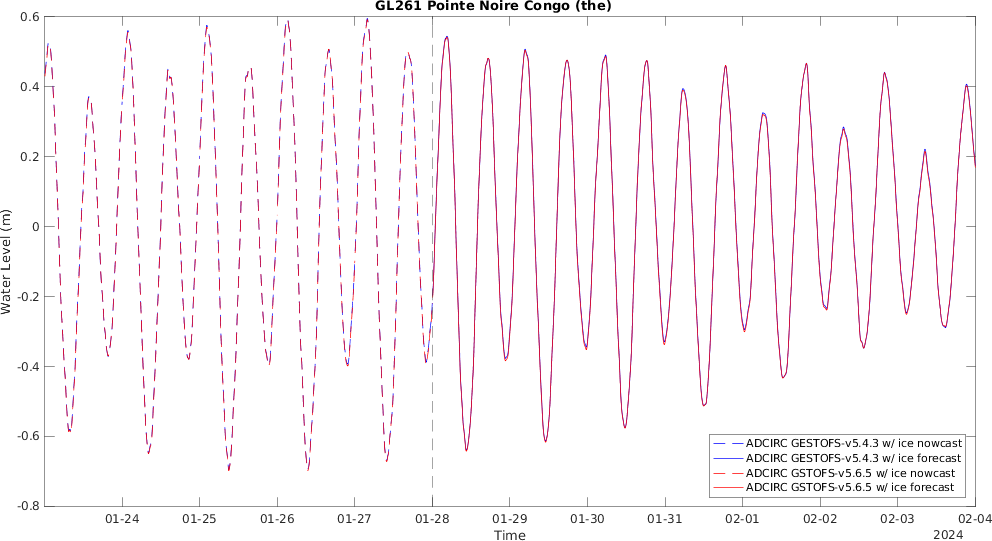 GL261 Pointe Noire Congo (the)
0.6
0.4
0.2
0
-0.2
-0.4
-0.6
-0.8
Water Level (m)
ADCIRC GESTOFS-v5.4.3 w/ ice nowcast
ADCIRC GESTOFS-v5.4.3 w/ ice forecast
ADCIRC GSTOFS-v5.6.5 w/ ice nowcast
ADCIRC GSTOFS-v5.6.5 w/ ice forecast
01-24 01-25 01-26 01-27 01-28 01-29 01-30 01-31 02-01 02-02 02-03 02-04
Time
2024